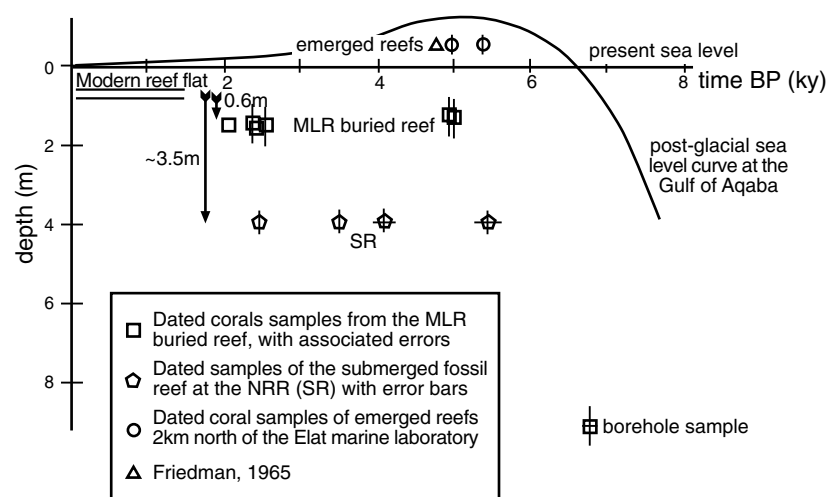 emerged reefs
present sea level
0
2
4
6
8
time BP (ky)
Modern reef flat
0.6m
MLR buried reef
2
~3.5m
post-glacial sea
level curve at the
Gulf of Aqaba
depth (m)
4
SR
6
8
Dated corals samples from the MLR
buried reef, with associated errors
Dated samples of the submerged fossil
reef at the NRR (SR) with error bars
Dated coral samples of emerged reefs
2km north of the Elat marine laboratory
Friedman, 1965
borehole sample